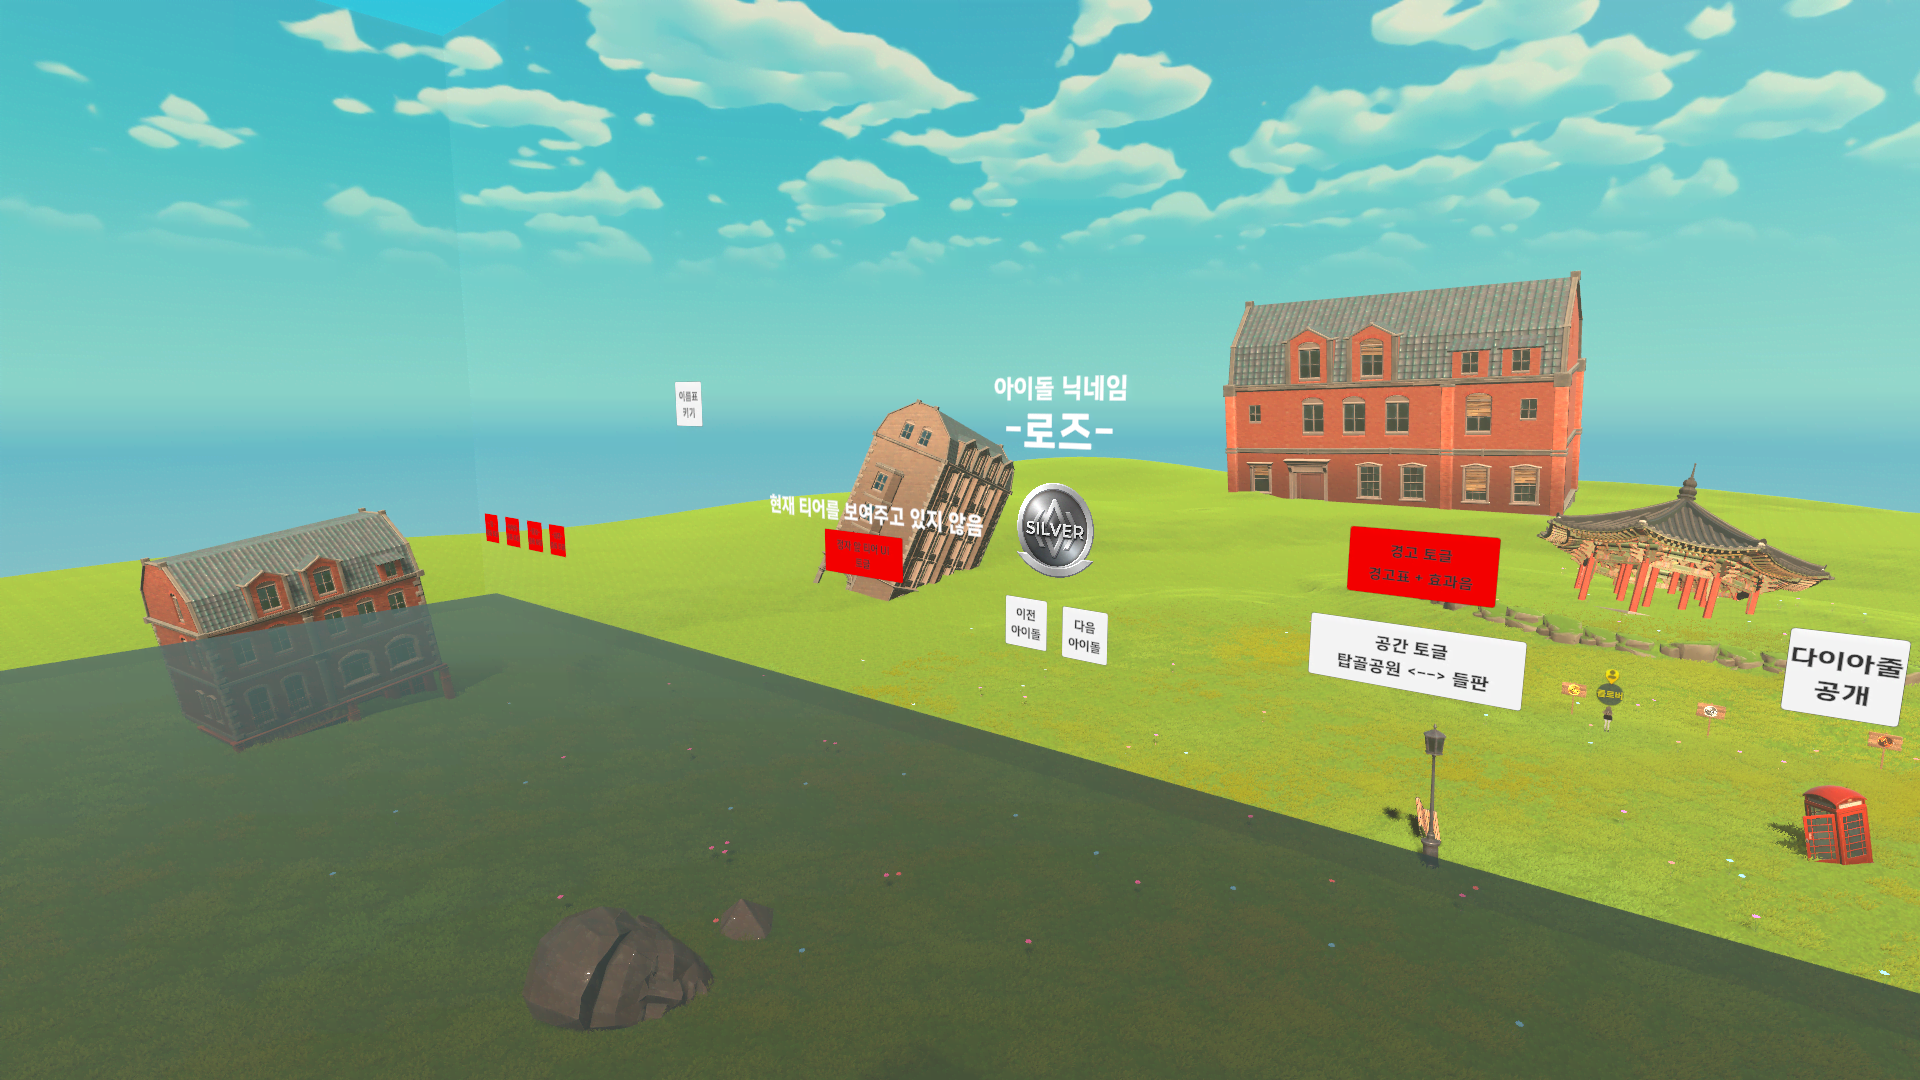 이름표
키기
아이돌 닉네임
-로즈-
현재 티어를 보여주고 있지 않음
SILVER
이전
아이돌
다음
아이돌
경고 토글
경고표 + 효과음
공간 토글
탑골공원 <--> 들판
다이아줄
공개